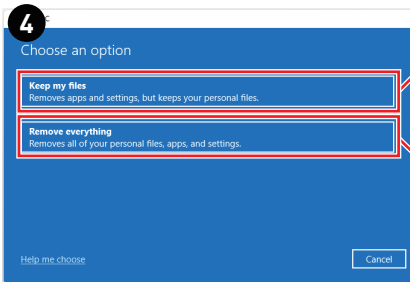 4
Choose an option
Keep my files
Removes apps and settings, but keeps your personal files.
Remove everything
Removes all of your personal files, apps, and settings.
Help me choose
Cancel